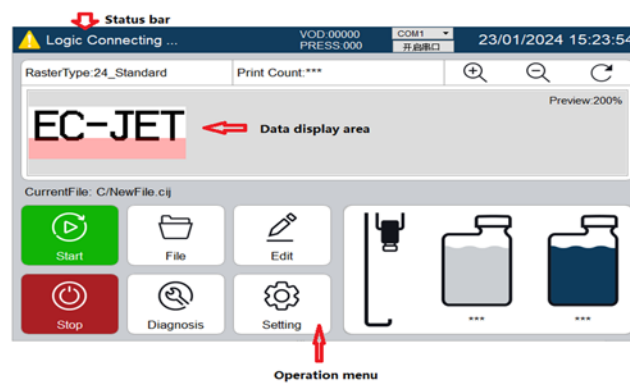 Status bar
Logic Connecting ...
VOD:00000
PRESS:000
COM1
开启串口
23/01/2024 15:23:54
RasterType:24_Standard
Print Count:***
Preview:200%
EC-JET
Data display area
CurrentFile: C/NewFile.cij
Start
File
Edit
Stop
Diagnosis
Setting
***
***
Operation menu